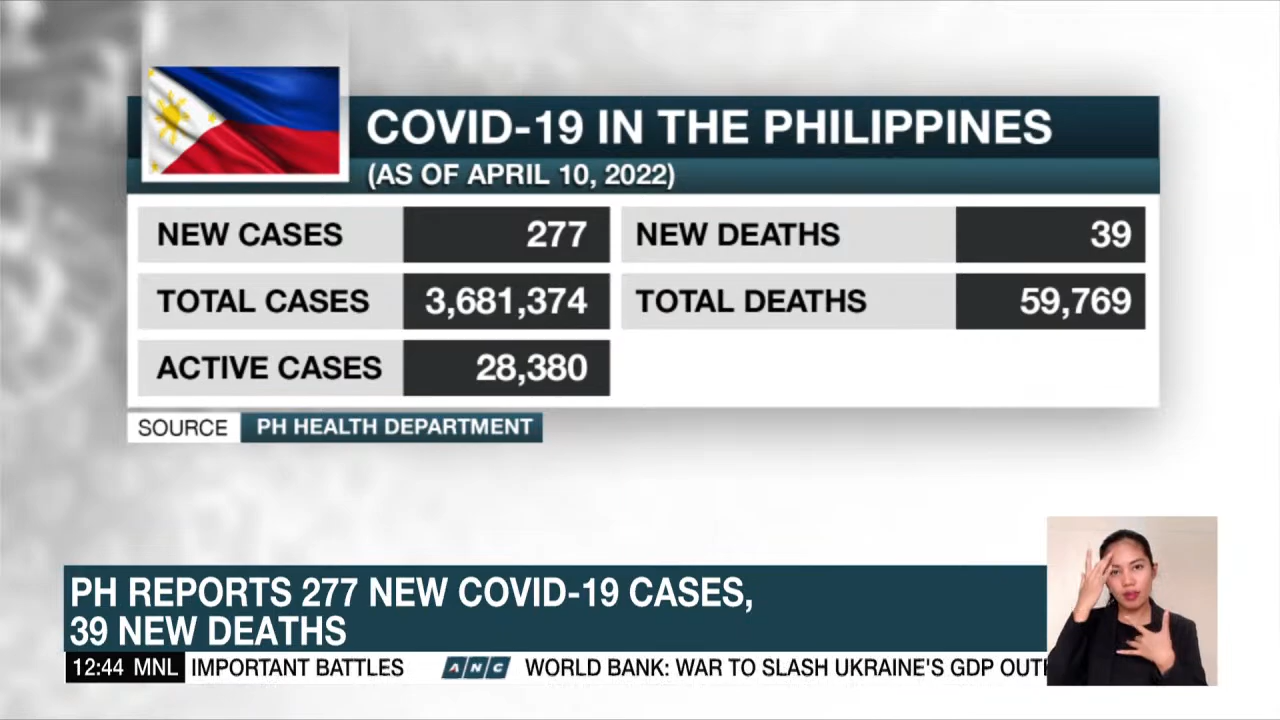 COVID-19 IN THE PHILIPPINES
(AS OF APRIL 10, 2022)
NEW CASES 277 NEW DEATHS 39
TOTAL CASES 3,681,374 TOTAL DEATHS 59,769
ACTIVE CASES 28,380
SOURCE PH HEALTH DEPARTMENT
PH REPORTS 277 NEW COVID-19 CASES,
39 NEW DEATHS
12:44 MNL IMPORTANT BATTLES ANC WORLD BANK: WAR TO SLASH UKRAINE'S GDP